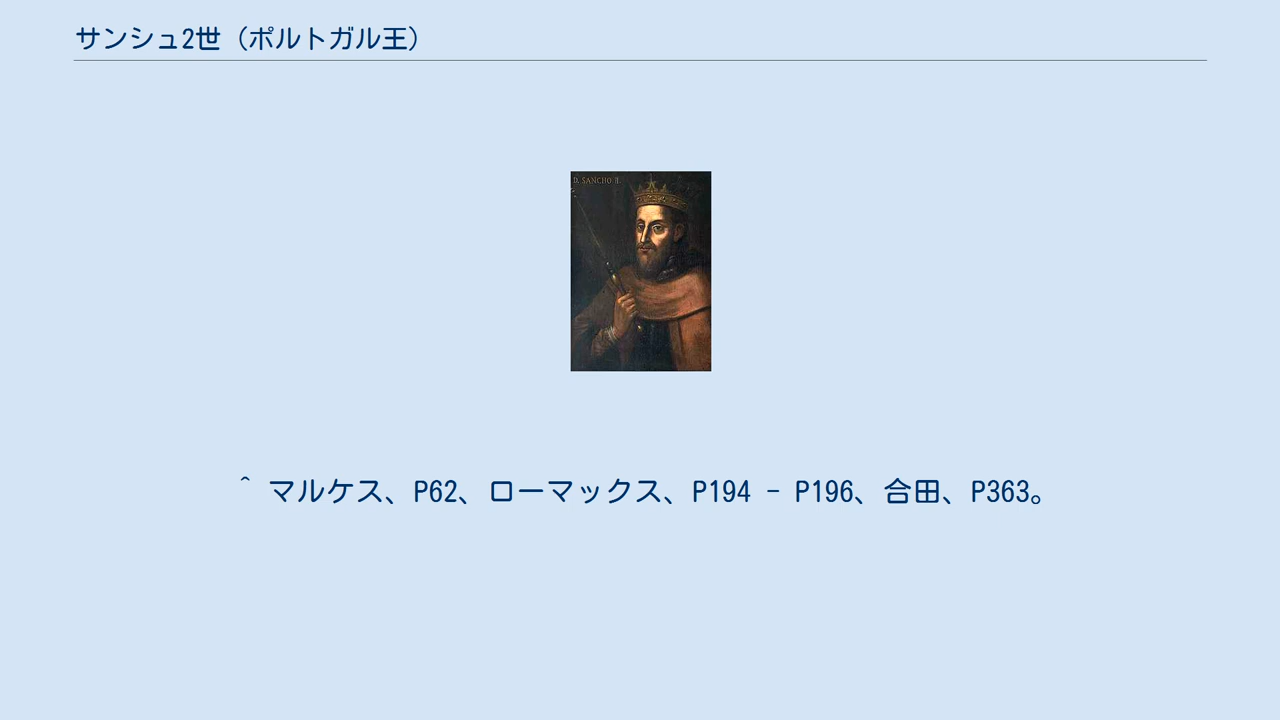 サンシュ2世（ポルトガル王）
D. SANCHO II.
^ マルケス、P62、ローマックス、P194 - P196、合田、P363。